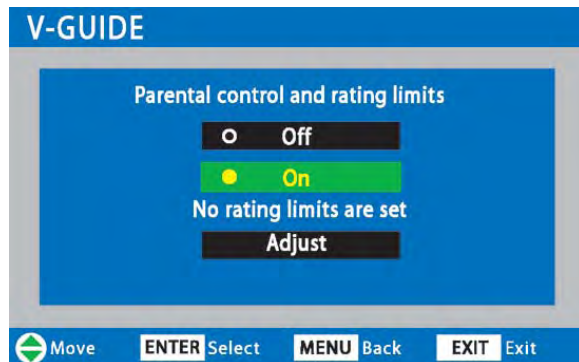 V-GUIDE
Parental control and rating limits
Off
On
No rating limits are set
Adjust
Move ENTER Select MENU Back EXIT Exit